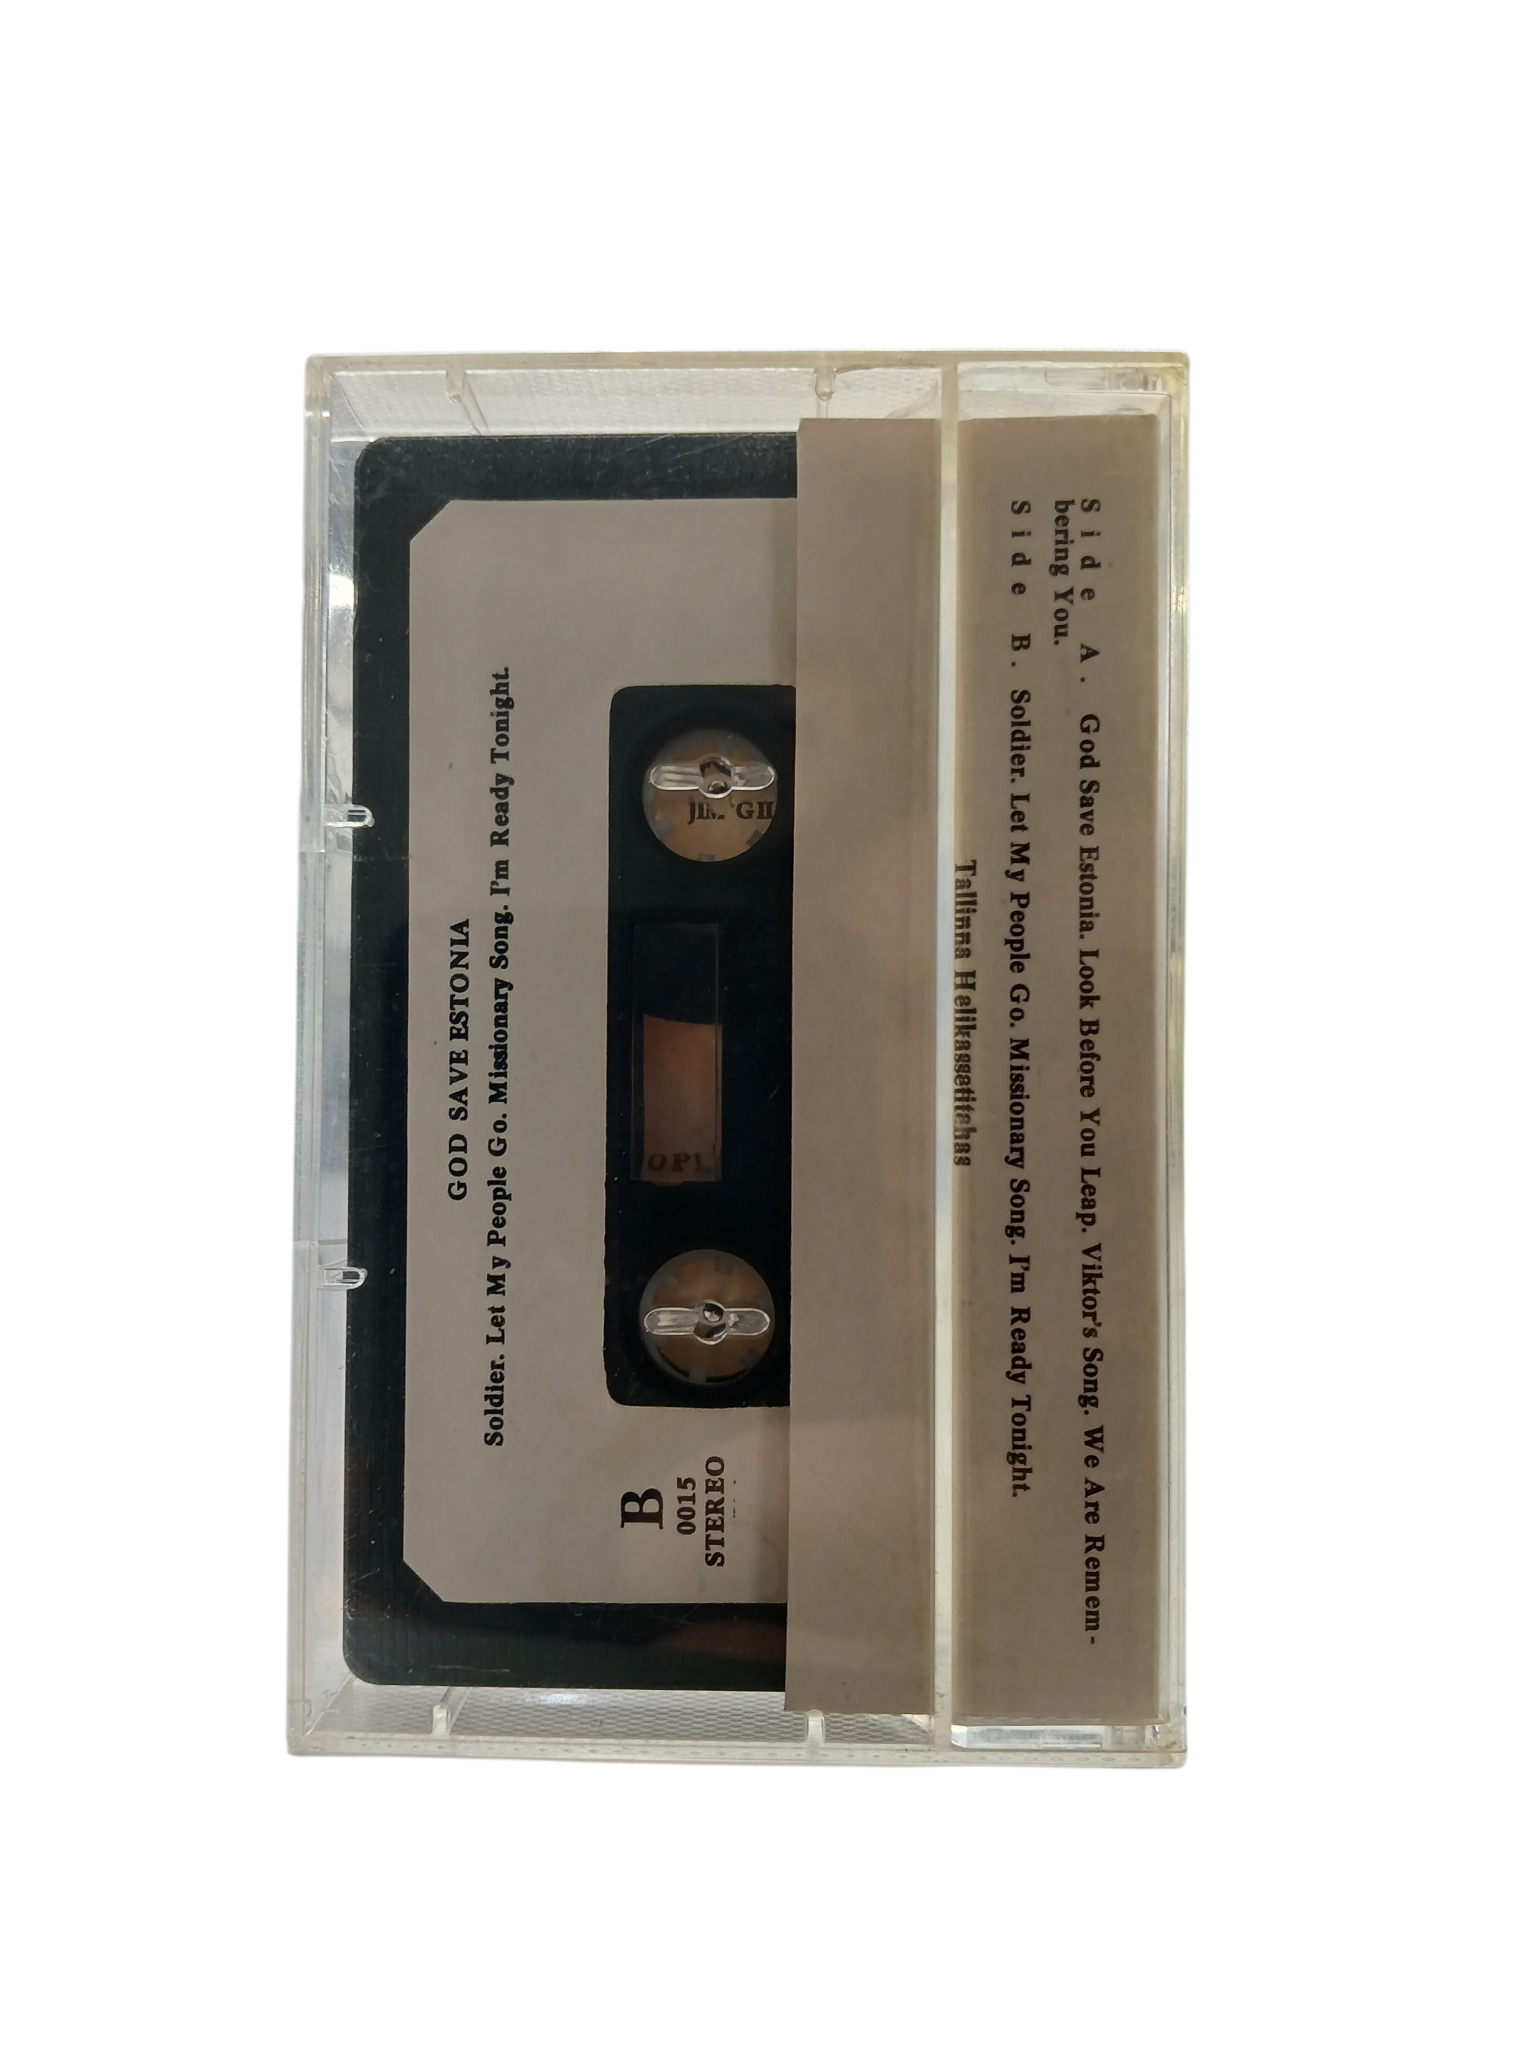 Side A. God Save Estonia. Look Before You Leap. Viktor's Song. We Are Remem-
bering You.
Side B. Soldier. Let My People Go. Missionary Song. I'm Ready Tonight.
Tallinna Helikassetitehas
GOD SAVE ESTONIA
Soldier. Let My People Go. Missionary Song. I'm Ready Tonight.
B
0015
STEREO